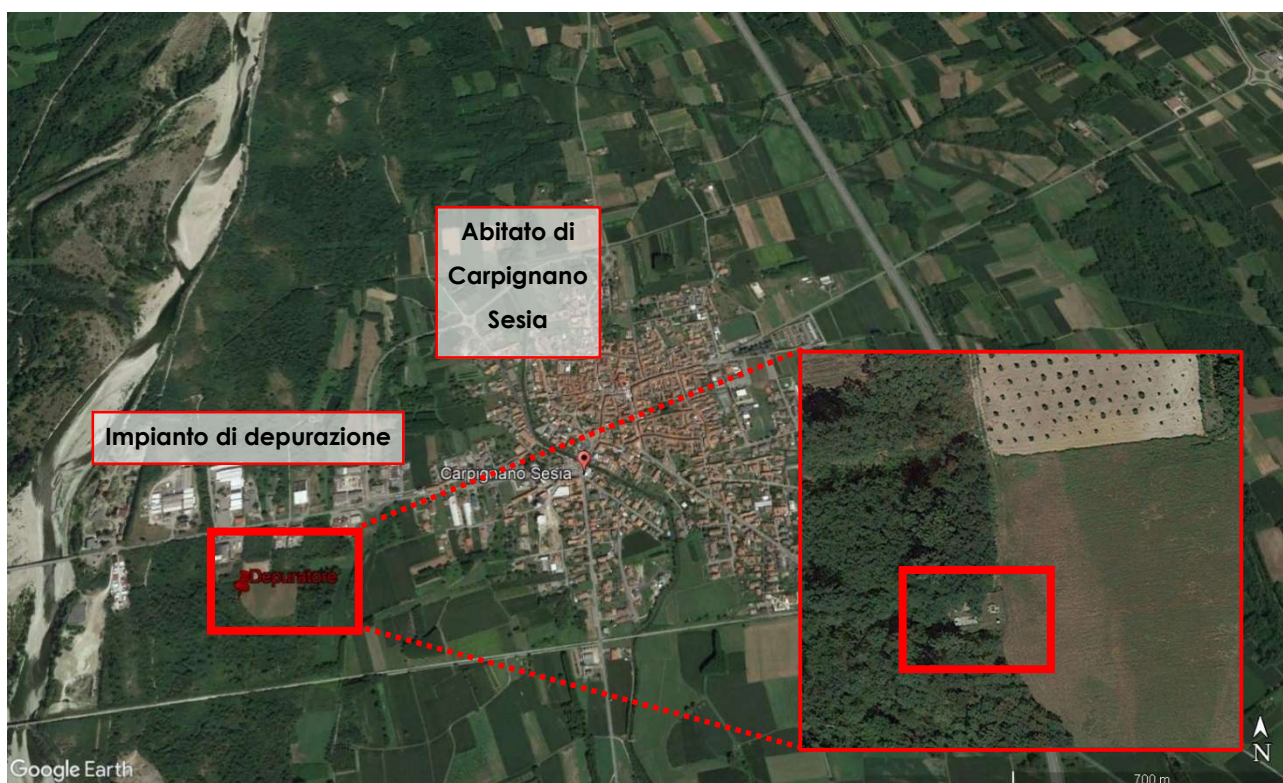 Abitato di
Carpignano
Sesia
Impianto di depurazione
Carpignano Sesia
Depuratore
N
Google Earth
700 m